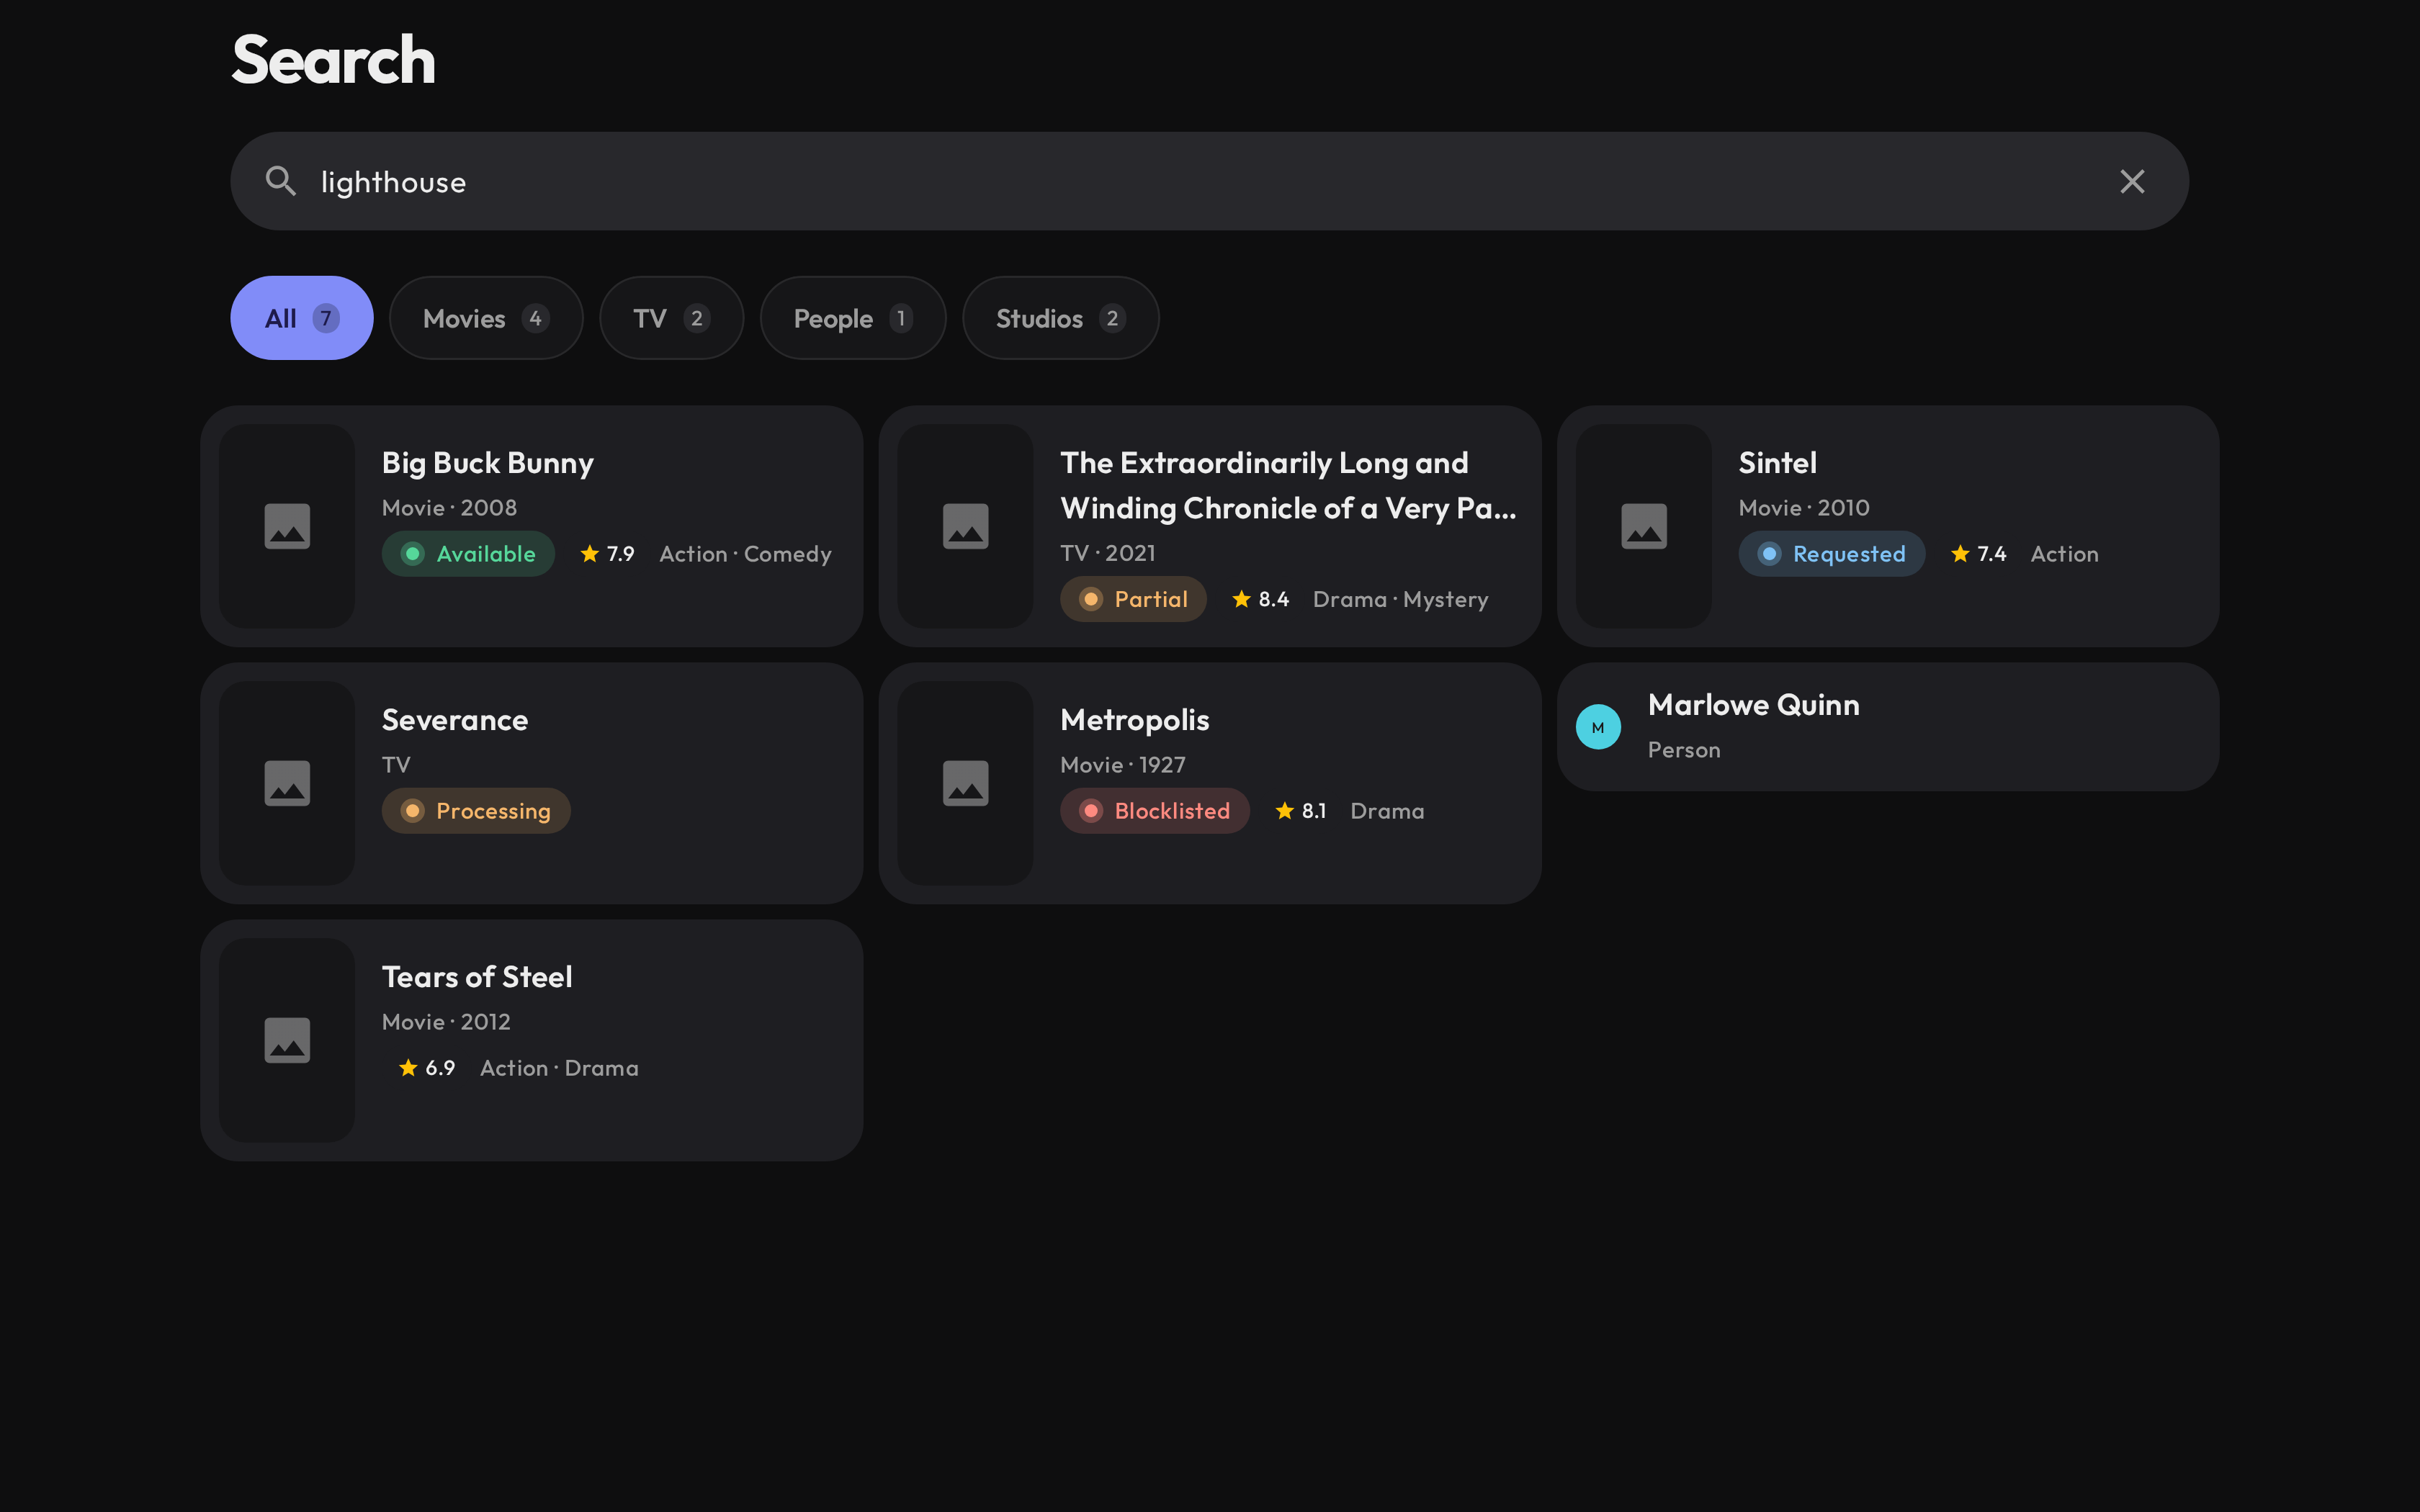 Search
lighthouse
All 7
Movies 4
TV 2
People 1
Studios 2
Big Buck Bunny
Movie · 2008
Available 7.9 Action · Comedy
The Extraordinarily Long and
Winding Chronicle of a Very Pa...
TV · 2021
Partial 8.4 Drama · Mystery
Sintel
Movie · 2010
Requested 7.4 Action
Severance
TV
Processing
Metropolis
Movie · 1927
Blocklisted 8.1 Drama
M
Marlowe Quinn
Person
Tears of Steel
Movie · 2012
6.9 Action · Drama